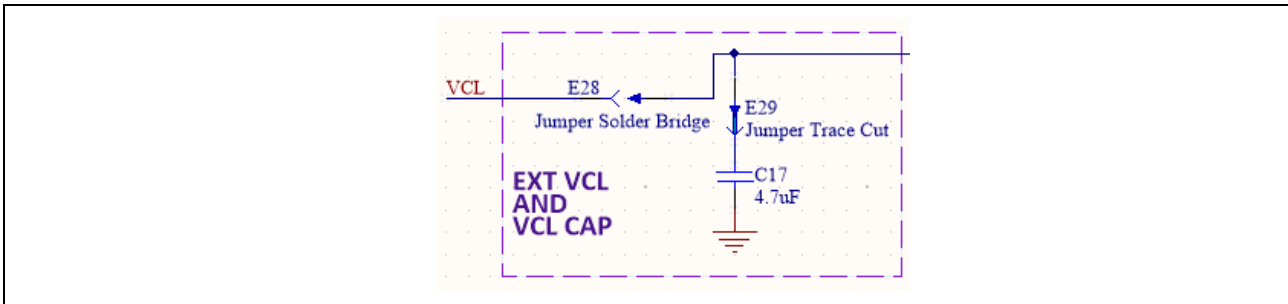 VCL
E28
Jumper Solder Bridge
E29
Jumper Trace Cut
C17
4.7uF
EXT VCL
AND
VCL CAP